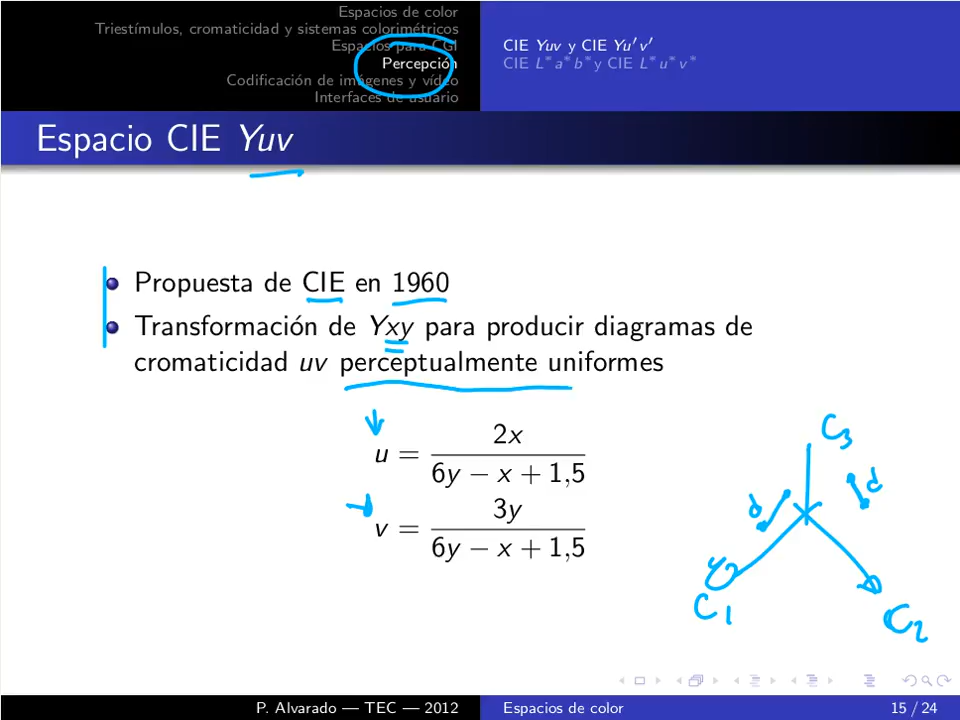 Espacios de color
Triestímulos, cromaticidad y sistemas colorimétricos
Espacios para CGI
Percepción
Codificación de imágenes y vídeo
Interfaces de usuario
CIE Yuv y CIE Yu′v′
CIE L*a*b* y CIE L*u*v*
Espacio CIE Yuv
Propuesta de CIE en 1960
Transformación de Yxy para producir diagramas de
cromaticidad uv perceptualmente uniformes
u = 2x / (6y − x + 1,5)
v = 3y / (6y − x + 1,5)
C3
d
d
C1
C2
P. Alvarado — TEC — 2012
Espacios de color
15 / 24